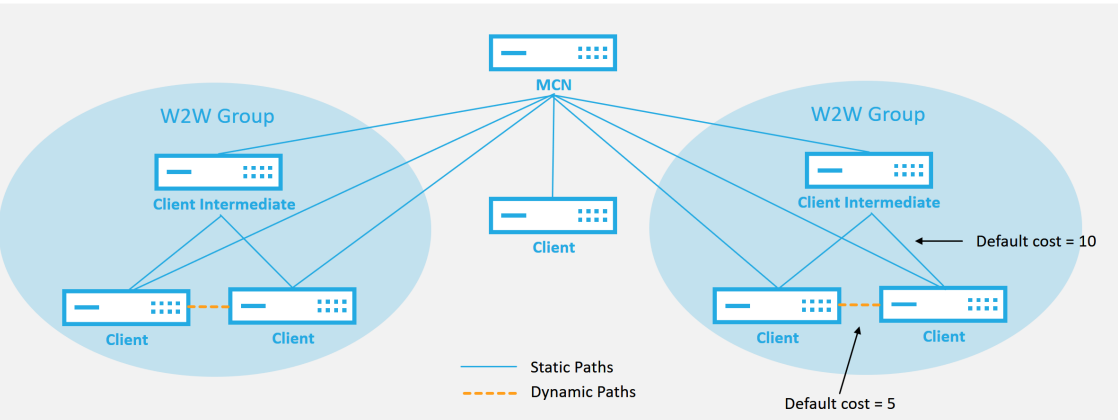 MCN
W2W Group
W2W Group
Client Intermediate
Client Intermediate
Client
Default cost = 10
Client
Client
Client
Client
Static Paths
Dynamic Paths
Default cost = 5